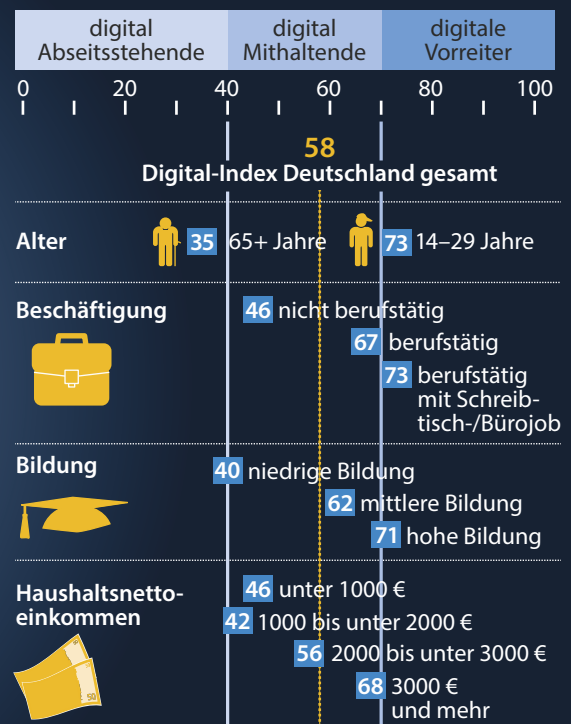 digital
Abseitsstehende
digital
Mithaltende
digitale
Vorreiter
0 20 40 60 80 100
58
Digital-Index Deutschland gesamt
Alter
35 65+ Jahre
73 14–29 Jahre
Beschäftigung
46 nicht berufstätig
67 berufstätig
73 berufstätig
mit Schreib-
tisch-/Bürojob
Bildung
40 niedrige Bildung
62 mittlere Bildung
71 hohe Bildung
Haushaltsnetto-
einkommen
46 unter 1000 €
42 1000 bis unter 2000 €
56 2000 bis unter 3000 €
68 3000 €
und mehr
50